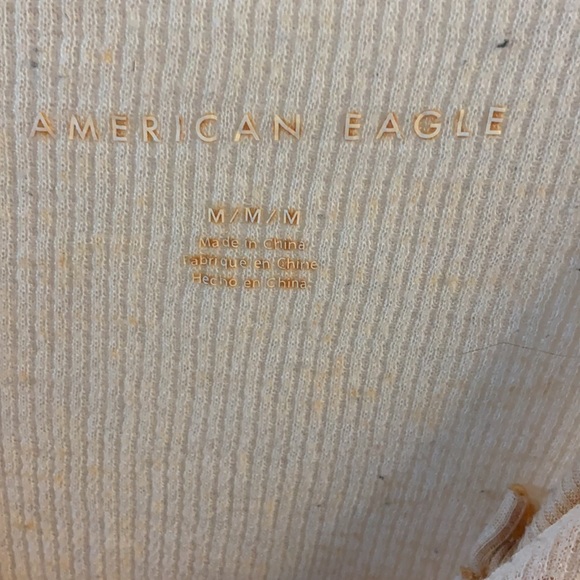 AMERICAN EAGLE
M/M/M
Made in China
Fabriqué en Chine
Hecho en China